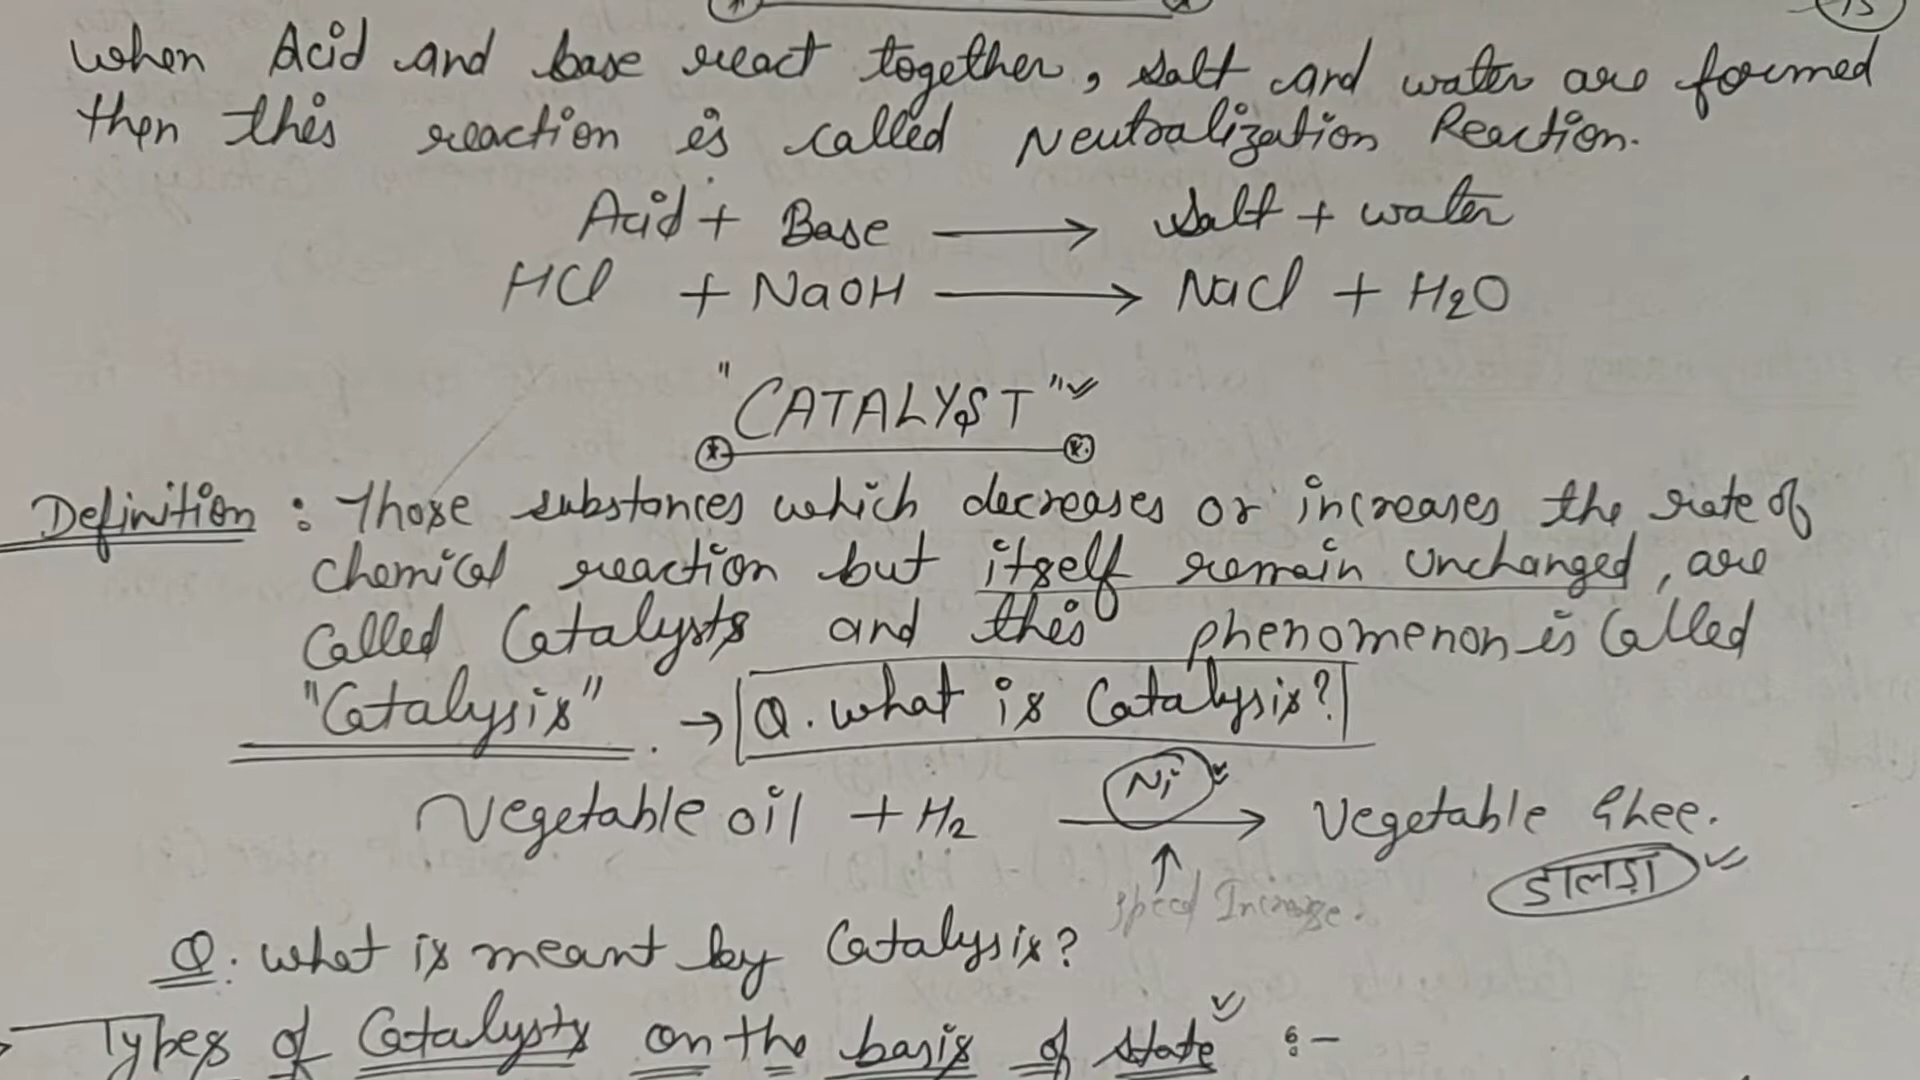 15
when Acid and base react together, salt and water are formed
then this reaction is called Neutralization Reaction.
Acid + Base → salt + water
HCl + NaOH → NaCl + H2O
"CATALYST"
Definition : Those substances which decreases or increases the rate of
chemical reaction but itself remain unchanged, are
called Catalysts and this phenomenon is called
"Catalysis". → Q. what is Catalysis?
Ni
Vegetable oil + H2 → Vegetable Ghee.
डालडा
↑
speed Increase.
Q. what is meant by Catalysis?
→ Types of Catalysts on the basis of state :-